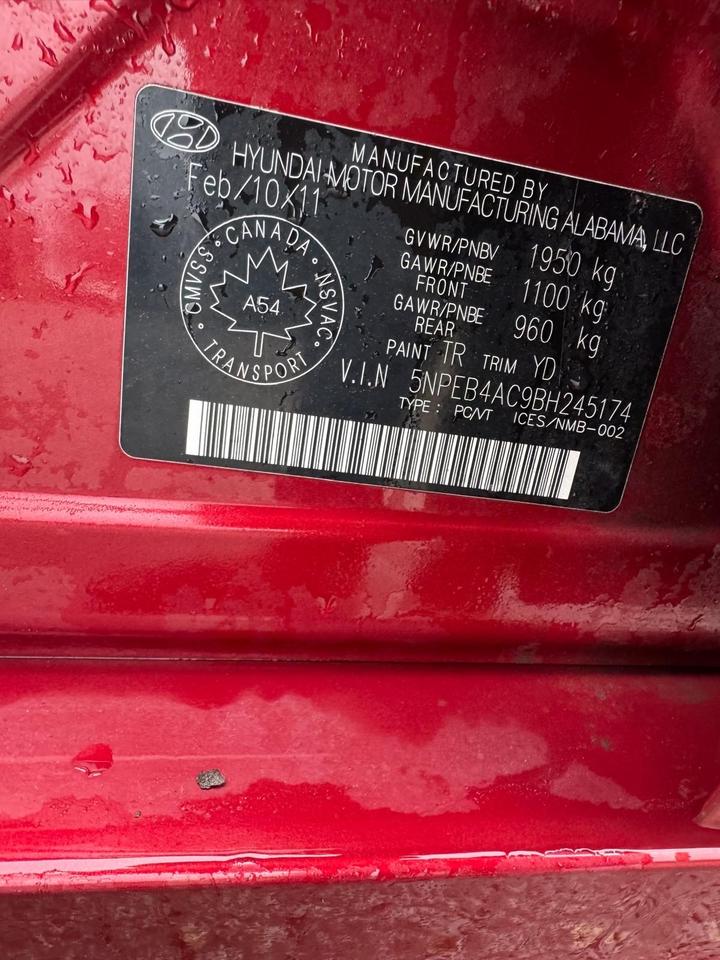 MANUFACTURED BY
HYUNDAI MOTOR MANUFACTURING ALABAMA, LLC
Feb/10/11
CMVSS · CANADA · NSVAC · TRANSPORT
A54
GVWR/PNBV 1950 kg
GAWR/PNBE FRONT 1100 kg
GAWR/PNBE REAR 960 kg
PAINT TR TRIM YD
V.I.N 5NPEB4AC9BH245174
TYPE : PC/VT ICES/NMB-002